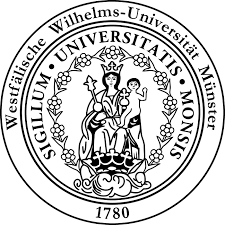 Westfälische Wilhelms-Universität Münster
SIGILLUM · UNIVERSITATIS · MONSIS
1780